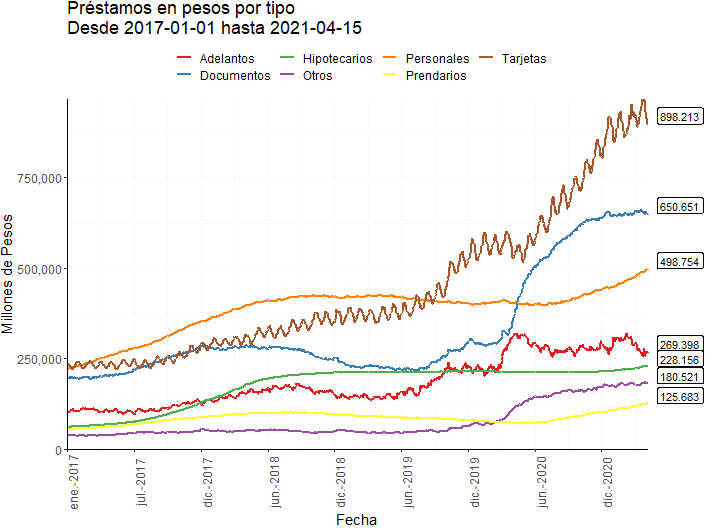 Préstamos en pesos por tipo
Desde 2017-01-01 hasta 2021-04-15
Adelantos Hipotecarios Personales Tarjetas
Documentos Otros Prendarios
Millones de Pesos
750,000
500,000
250,000
0
898.213
650.651
498.754
269.398
228.156
180.521
125.683
ene.-2017 jul.-2017 dic.-2017 jun.-2018 dic.-2018 jun.-2019 dic.-2019 jun.-2020 dic.-2020
Fecha